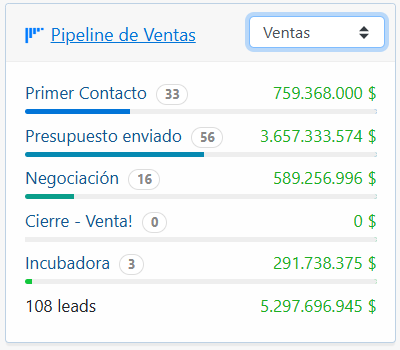 Pipeline de Ventas Ventas
Primer Contacto 33 759.368.000 $
Presupuesto enviado 56 3.657.333.574 $
Negociación 16 589.256.996 $
Cierre - Venta! 0 0 $
Incubadora 3 291.738.375 $
108 leads 5.297.696.945 $